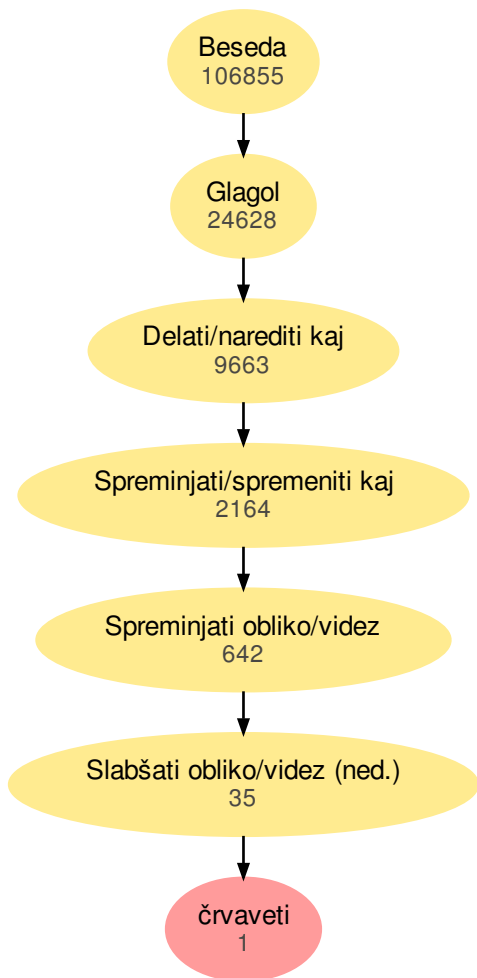 Beseda
106855
Glagol
24628
Delati/narediti kaj
9663
Spreminjati/spremeniti kaj
2164
Spreminjati obliko/videz
642
Slabšati obliko/videz (ned.)
35
črvaveti
1